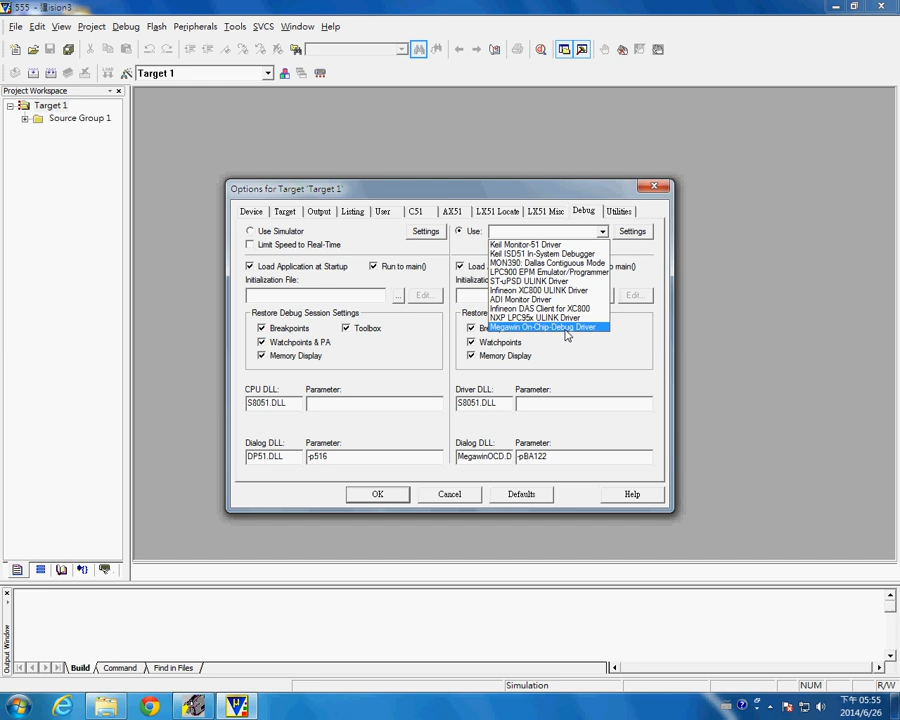 555 - µVision3
File Edit View Project Debug Flash Peripherals Tools SVCS Window Help
Target 1
Project Workspace
Target 1
Source Group 1
Options for Target 'Target 1'
Device Target Output Listing User C51 AX51 LX51 Locate LX51 Misc Debug Utilities
Use Simulator Settings
Limit Speed to Real-Time
Use: Settings
Keil Monitor-51 Driver
Keil ISD51 In-System Debugger
MON390: Dallas Contiguous Mode
LPC900 EPM Emulator/Programmer
ST-uPSD ULINK Driver
Infineon XC800 ULINK Driver
ADI Monitor Driver
Infineon DAS Client for XC800
NXP LPC95x ULINK Driver
Megawin On-Chip-Debug Driver
Load Application at Startup Run to main()
Initialization File:
... Edit...
Restore Debug Session Settings
Breakpoints Toolbox
Watchpoints & PA
Memory Display
Watchpoints
Memory Display
CPU DLL: Parameter:
S8051.DLL
Driver DLL: Parameter:
S8051.DLL
Dialog DLL: Parameter:
DP51.DLL -p516
Dialog DLL: Parameter:
MegawinOCD.D -pBA122
OK Cancel Defaults Help
Output Window
Build Command Find in Files
Simulation NUM R/W
下午 05:55
2014/6/26